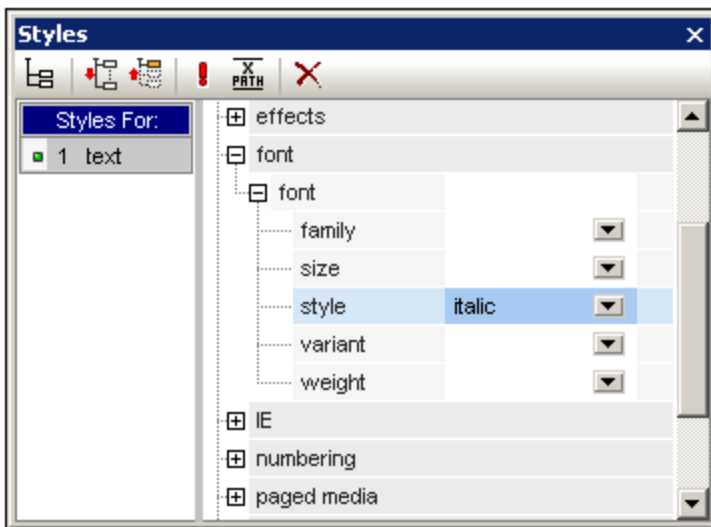 Styles
X
PATH
Styles For:
1 text
effects
font
font
family
size
style italic
variant
weight
IE
numbering
paged media